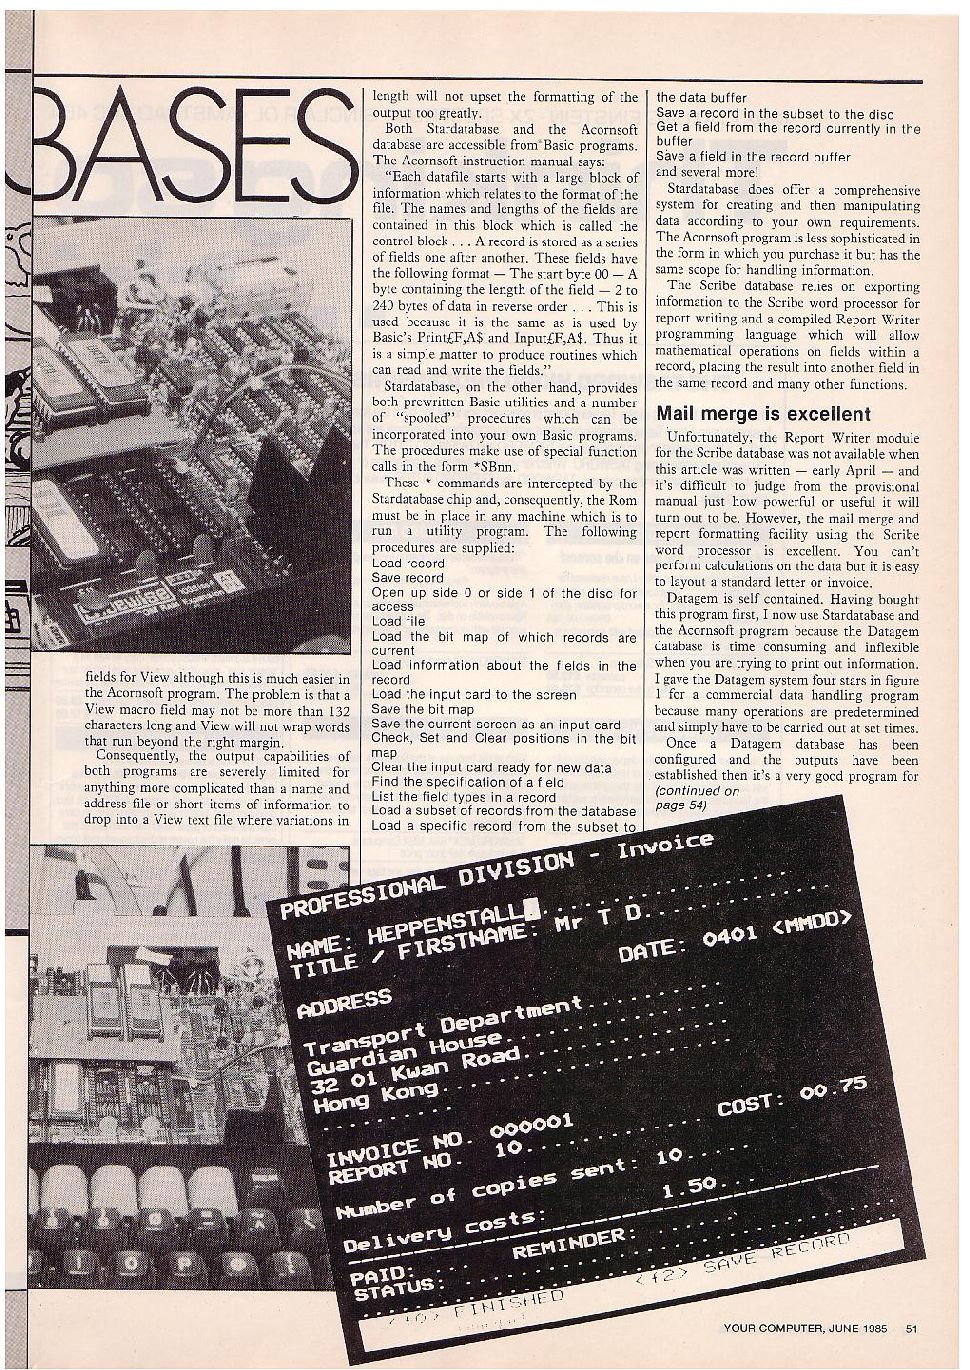 BASES
fields for View although this is much easier in
the Acornsoft program. The problem is that a
View macro field may not be more than 132
characters long and View will not wrap words
that run beyond the right margin.
Consequently, the output capabilities of
both programs are severely limited for
anything more complicated than a name and
address file or short items of information to
drop into a View text file where variations in
length will not upset the formatting of the
output too greatly.
Both Stardatabase and the Acornsoft
database are accessible from Basic programs.
The Acornsoft instruction manual says:
“Each datafile starts with a large block of
information which relates to the format of the
file. The names and lengths of the fields are
contained in this block which is called the
control block . . . A record is stored as a series
of fields one after another. These fields have
the following format — The start byte 00 — A
byte containing the length of the field — 2 to
240 bytes of data in reverse order . . . This is
used because it is the same as is used by
Basic's Print£F,A$ and Input£F,A$. Thus it
is a simple matter to produce routines which
can read and write the fields.”
Stardatabase, on the other hand, provides
both prewritten Basic utilities and a number
of “spooled” procedures which can be
incorporated into your own Basic programs.
The procedures make use of special function
calls in the form *SBnn.
These * commands are intercepted by the
Stardatabase chip and, consequently, the Rom
must be in place in any machine which is to
run a utility program. The following
procedures are supplied:
Load record
Save record
Open up side 0 or side 1 of the disc for
access
Load file
Load the bit map of which records are
current
Load information about the fields in the
record
Load the input card to the screen
Save the bit map
Save the current screen as an input card
Check, Set and Clear positions in the bit
map
Clear the input card ready for new data
Find the specification of a field
List the field types in a record
Load a subset of records from the database
Load a specific record from the subset to
the data buffer
Save a record in the subset to the disc
Get a field from the record currently in the
buffer
Save a field in the record buffer
and several more!
Stardatabase does offer a comprehensive
system for creating and then manipulating
data according to your own requirements.
The Acornsoft program is less sophisticated in
the form in which you purchase it but has the
same scope for handling information.
The Scribe database relies on exporting
information to the Scribe word processor for
report writing and a compiled Report Writer
programming language which will allow
mathematical operations on fields within a
record, placing the result into another field in
the same record and many other functions.
Mail merge is excellent
Unfortunately, the Report Writer module
for the Scribe database was not available when
this article was written — early April — and
it's difficult to judge from the provisional
manual just how powerful or useful it will
turn out to be. However, the mail merge and
report formatting facility using the Scribe
word processor is excellent. You can't
perform calculations on the data but it is easy
to layout a standard letter or invoice.
Datagem is self contained. Having bought
this program first, I now use Stardatabase and
the Acornsoft program because the Datagem
database is time consuming and inflexible
when you are trying to print out information.
I gave the Datagem system four stars in figure
1 for a commercial data handling program
because many operations are predetermined
and simply have to be carried out at set times.
Once a Datagem database has been
configured and the outputs have been
established then it's a very good program for
(continued on
page 54)
PROFESSIONAL DIVISION - Invoice
NAME: HEPPENSTALL
TITLE / FIRSTNAME: Mr T D
DATE: 0401 <MMDD>
ADDRESS
Transport Department
Guardian House
32 01 Kwan Road
Hong Kong
INVOICE NO. 000001 COST: 00.75
REPORT NO. 10
Number of copies sent: 10
Delivery costs: 1.50
PAID: REMINDER:
STATUS:
<f0> FINISHED <f2> SAVE RECORD
YOUR COMPUTER, JUNE 1985 51